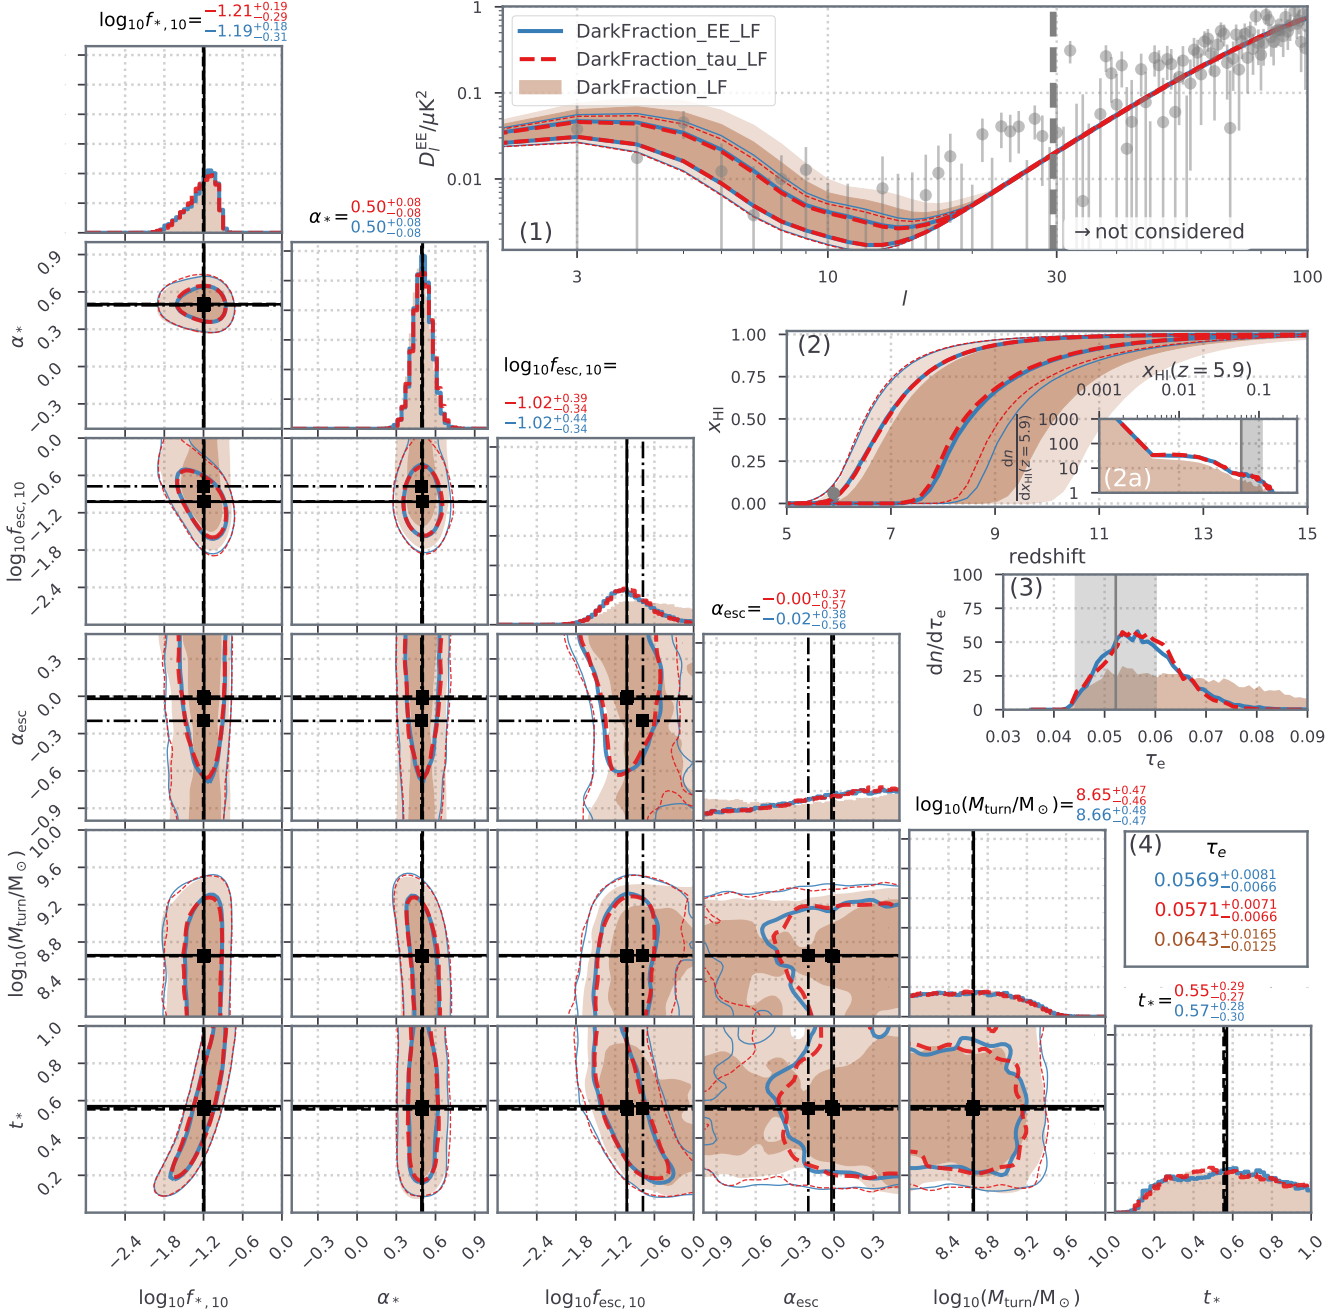 log₁₀f∗,₁₀=−1.21+0.19−0.29
−1.19+0.18−0.31
α∗=0.50+0.08−0.08
0.50+0.08−0.08
log₁₀fesc,₁₀=
−1.02+0.39−0.34
−1.02+0.44−0.34
αesc=−0.00+0.37−0.57
−0.02+0.38−0.56
log₁₀(Mturn/M⊙)=8.65+0.47−0.46
8.66+0.48−0.47
t∗=0.55+0.29−0.27
0.57+0.28−0.30
DarkFraction_EE_LF
DarkFraction_tau_LF
DarkFraction_LF
(1)
→not considered
D_l^EE/μK²
1
0.1
0.01
3 10 30 100
l
(2)
xHI
1.00
0.75
0.50
0.25
0.00
5 7 9 11 13 15
redshift
xHI(z = 5.9)
0.001 0.01 0.1
dn
dxHI(z = 5.9)
1000
100
10
1
(2a)
(3)
dn/dτe
100
75
50
25
0
0.03 0.04 0.05 0.06 0.07 0.08 0.09
τe
(4)
τe
0.0569+0.0081−0.0066
0.0571+0.0071−0.0066
0.0643+0.0165−0.0125
α∗
0.9
0.6
0.3
0.0
−0.3
log₁₀fesc,₁₀
0.0
−0.6
−1.2
−1.8
−2.4
αesc
0.3
0.0
−0.3
−0.6
−0.9
log₁₀(Mturn/M⊙)
10.0
9.6
9.2
8.8
8.4
t∗
1.0
0.8
0.6
0.4
0.2
−2.4 −1.8 −1.2 −0.6 0.0
−0.3 0.0 0.3 0.6 0.9
−2.4 −1.8 −1.2 −0.6 0.0
−0.9 −0.6 −0.3 0.0 0.3
8.4 8.8 9.2 9.6 10.0
0.2 0.4 0.6 0.8 1.0
log₁₀f∗,₁₀
α∗
log₁₀fesc,₁₀
αesc
log₁₀(Mturn/M⊙)
t∗